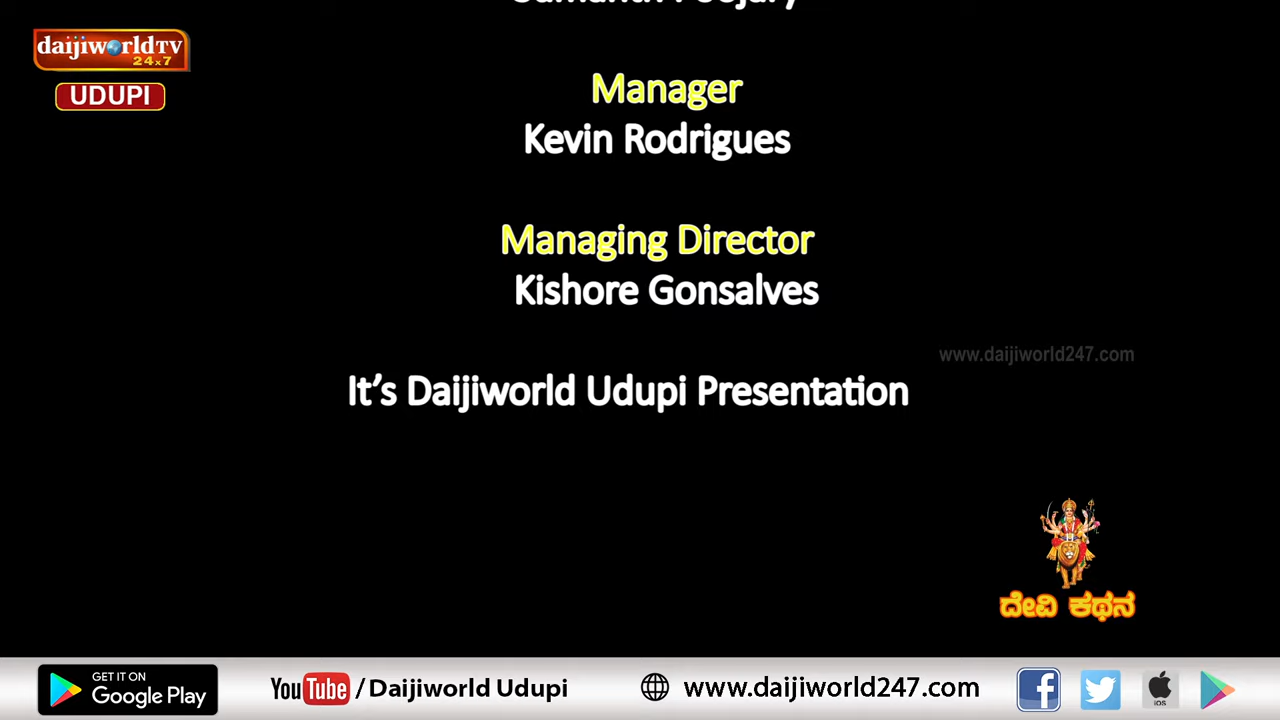 daijiworldTV
24x7
UDUPI
Manager
Kevin Rodrigues
Managing Director
Kishore Gonsalves
www.daijiworld247.com
It's Daijiworld Udupi Presentation
ದೇವಿ ಕಥನ
GET IT ON
Google Play
YouTube /Daijiworld Udupi
www.daijiworld247.com
iOS